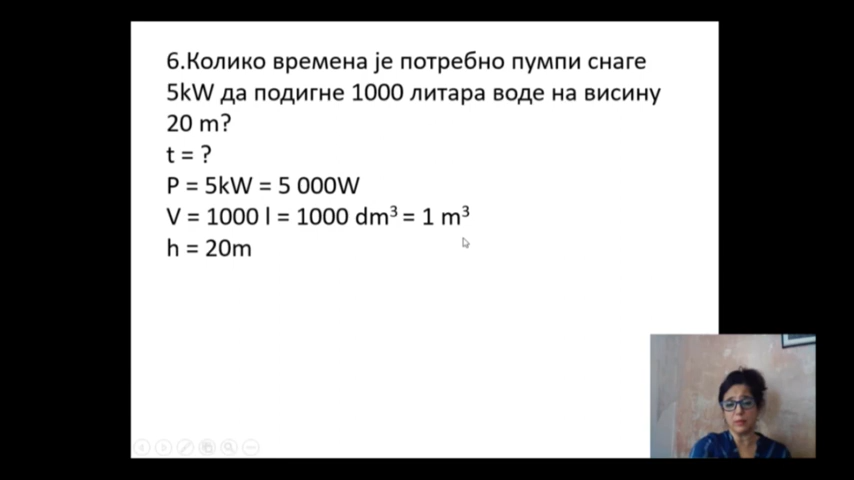 6.Колико времена је потребно пумпи снаге
5kW да подигне 1000 литара воде на висину
20 m?
t = ?
P = 5kW = 5 000W
V = 1000 l = 1000 dm³ = 1 m³
h = 20m